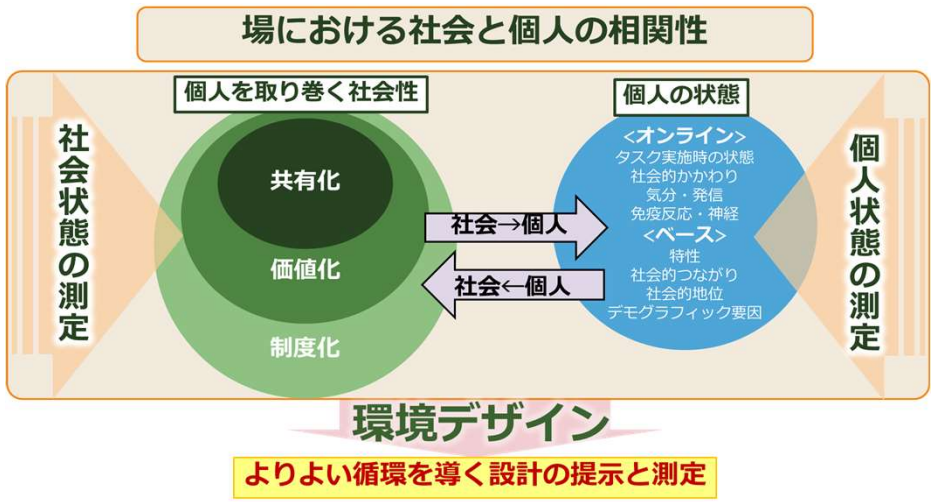 場における社会と個人の相関性
個人を取り巻く社会性
個人の状態
社会状態の測定
共有化
価値化
制度化
社会→個人
社会←個人
<オンライン>
タスク実施時の状態
社会的かかわり
気分・発信
免疫反応・神経
<ベース>
特性
社会的つながり
社会的地位
デモグラフィック要因
個人状態の測定
環境デザイン
よりよい循環を導く設計の提示と測定